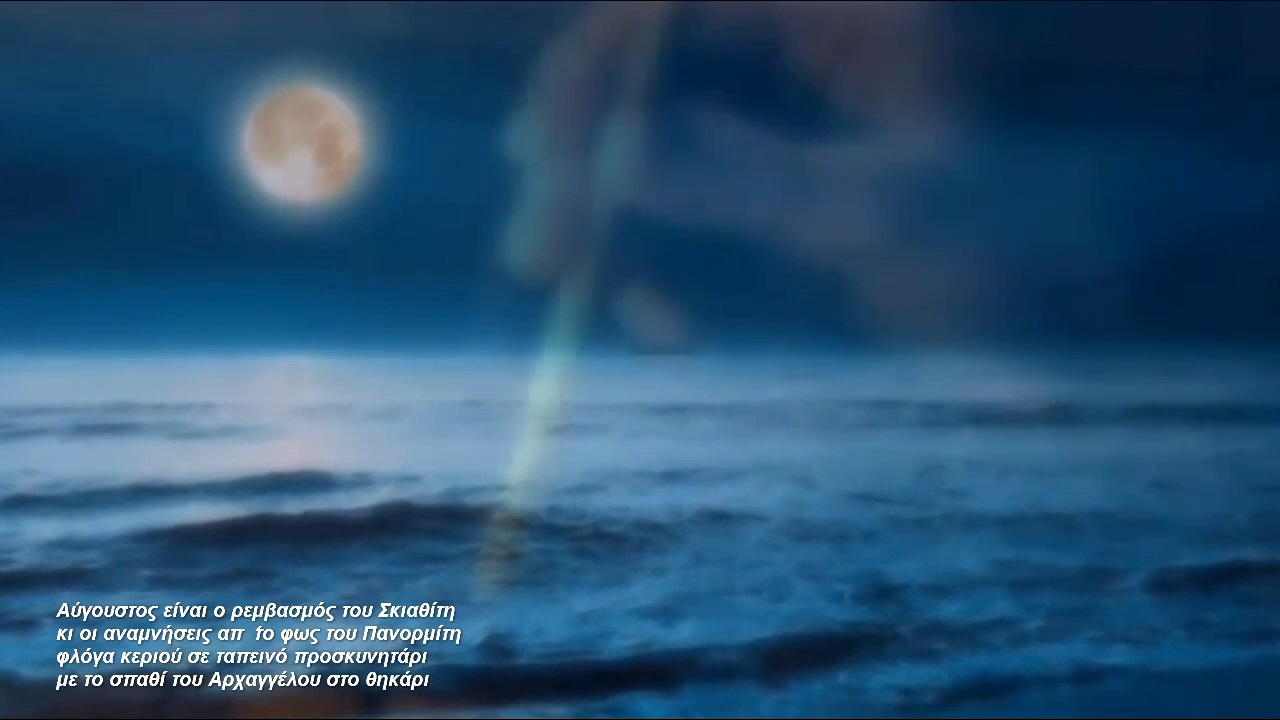 Αύγουστος είναι ο ρεμβασμός του Σκιαθίτη
κι οι αναμνήσεις απ΄ fο φως του Πανορμίτη
φλόγα κεριού σε ταπεινό προσκυνητάρι
με το σπαθί του Αρχαγγέλου στο θηκάρι